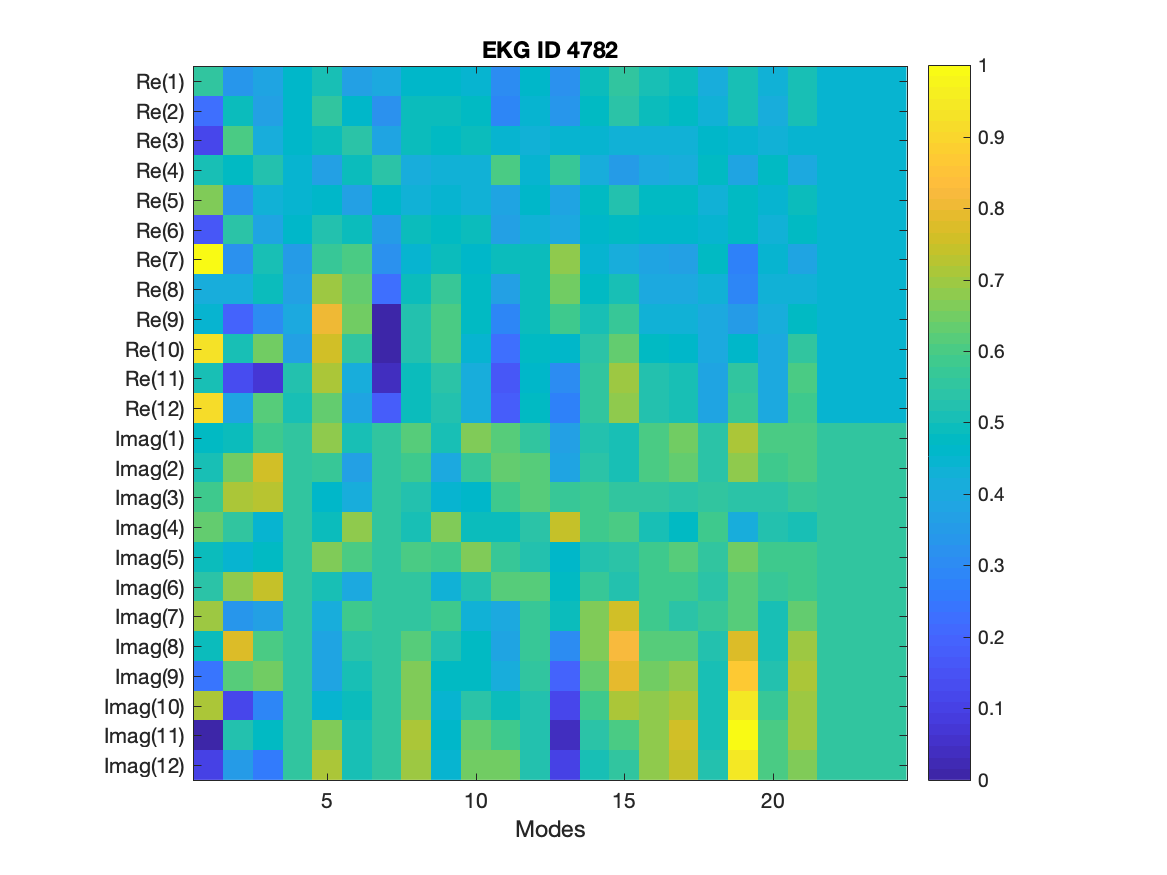 EKG ID 4782
Re(1)
Re(2)
Re(3)
Re(4)
Re(5)
Re(6)
Re(7)
Re(8)
Re(9)
Re(10)
Re(11)
Re(12)
Imag(1)
Imag(2)
Imag(3)
Imag(4)
Imag(5)
Imag(6)
Imag(7)
Imag(8)
Imag(9)
Imag(10)
Imag(11)
Imag(12)
5 10 15 20
Modes
1
0.9
0.8
0.7
0.6
0.5
0.4
0.3
0.2
0.1
0